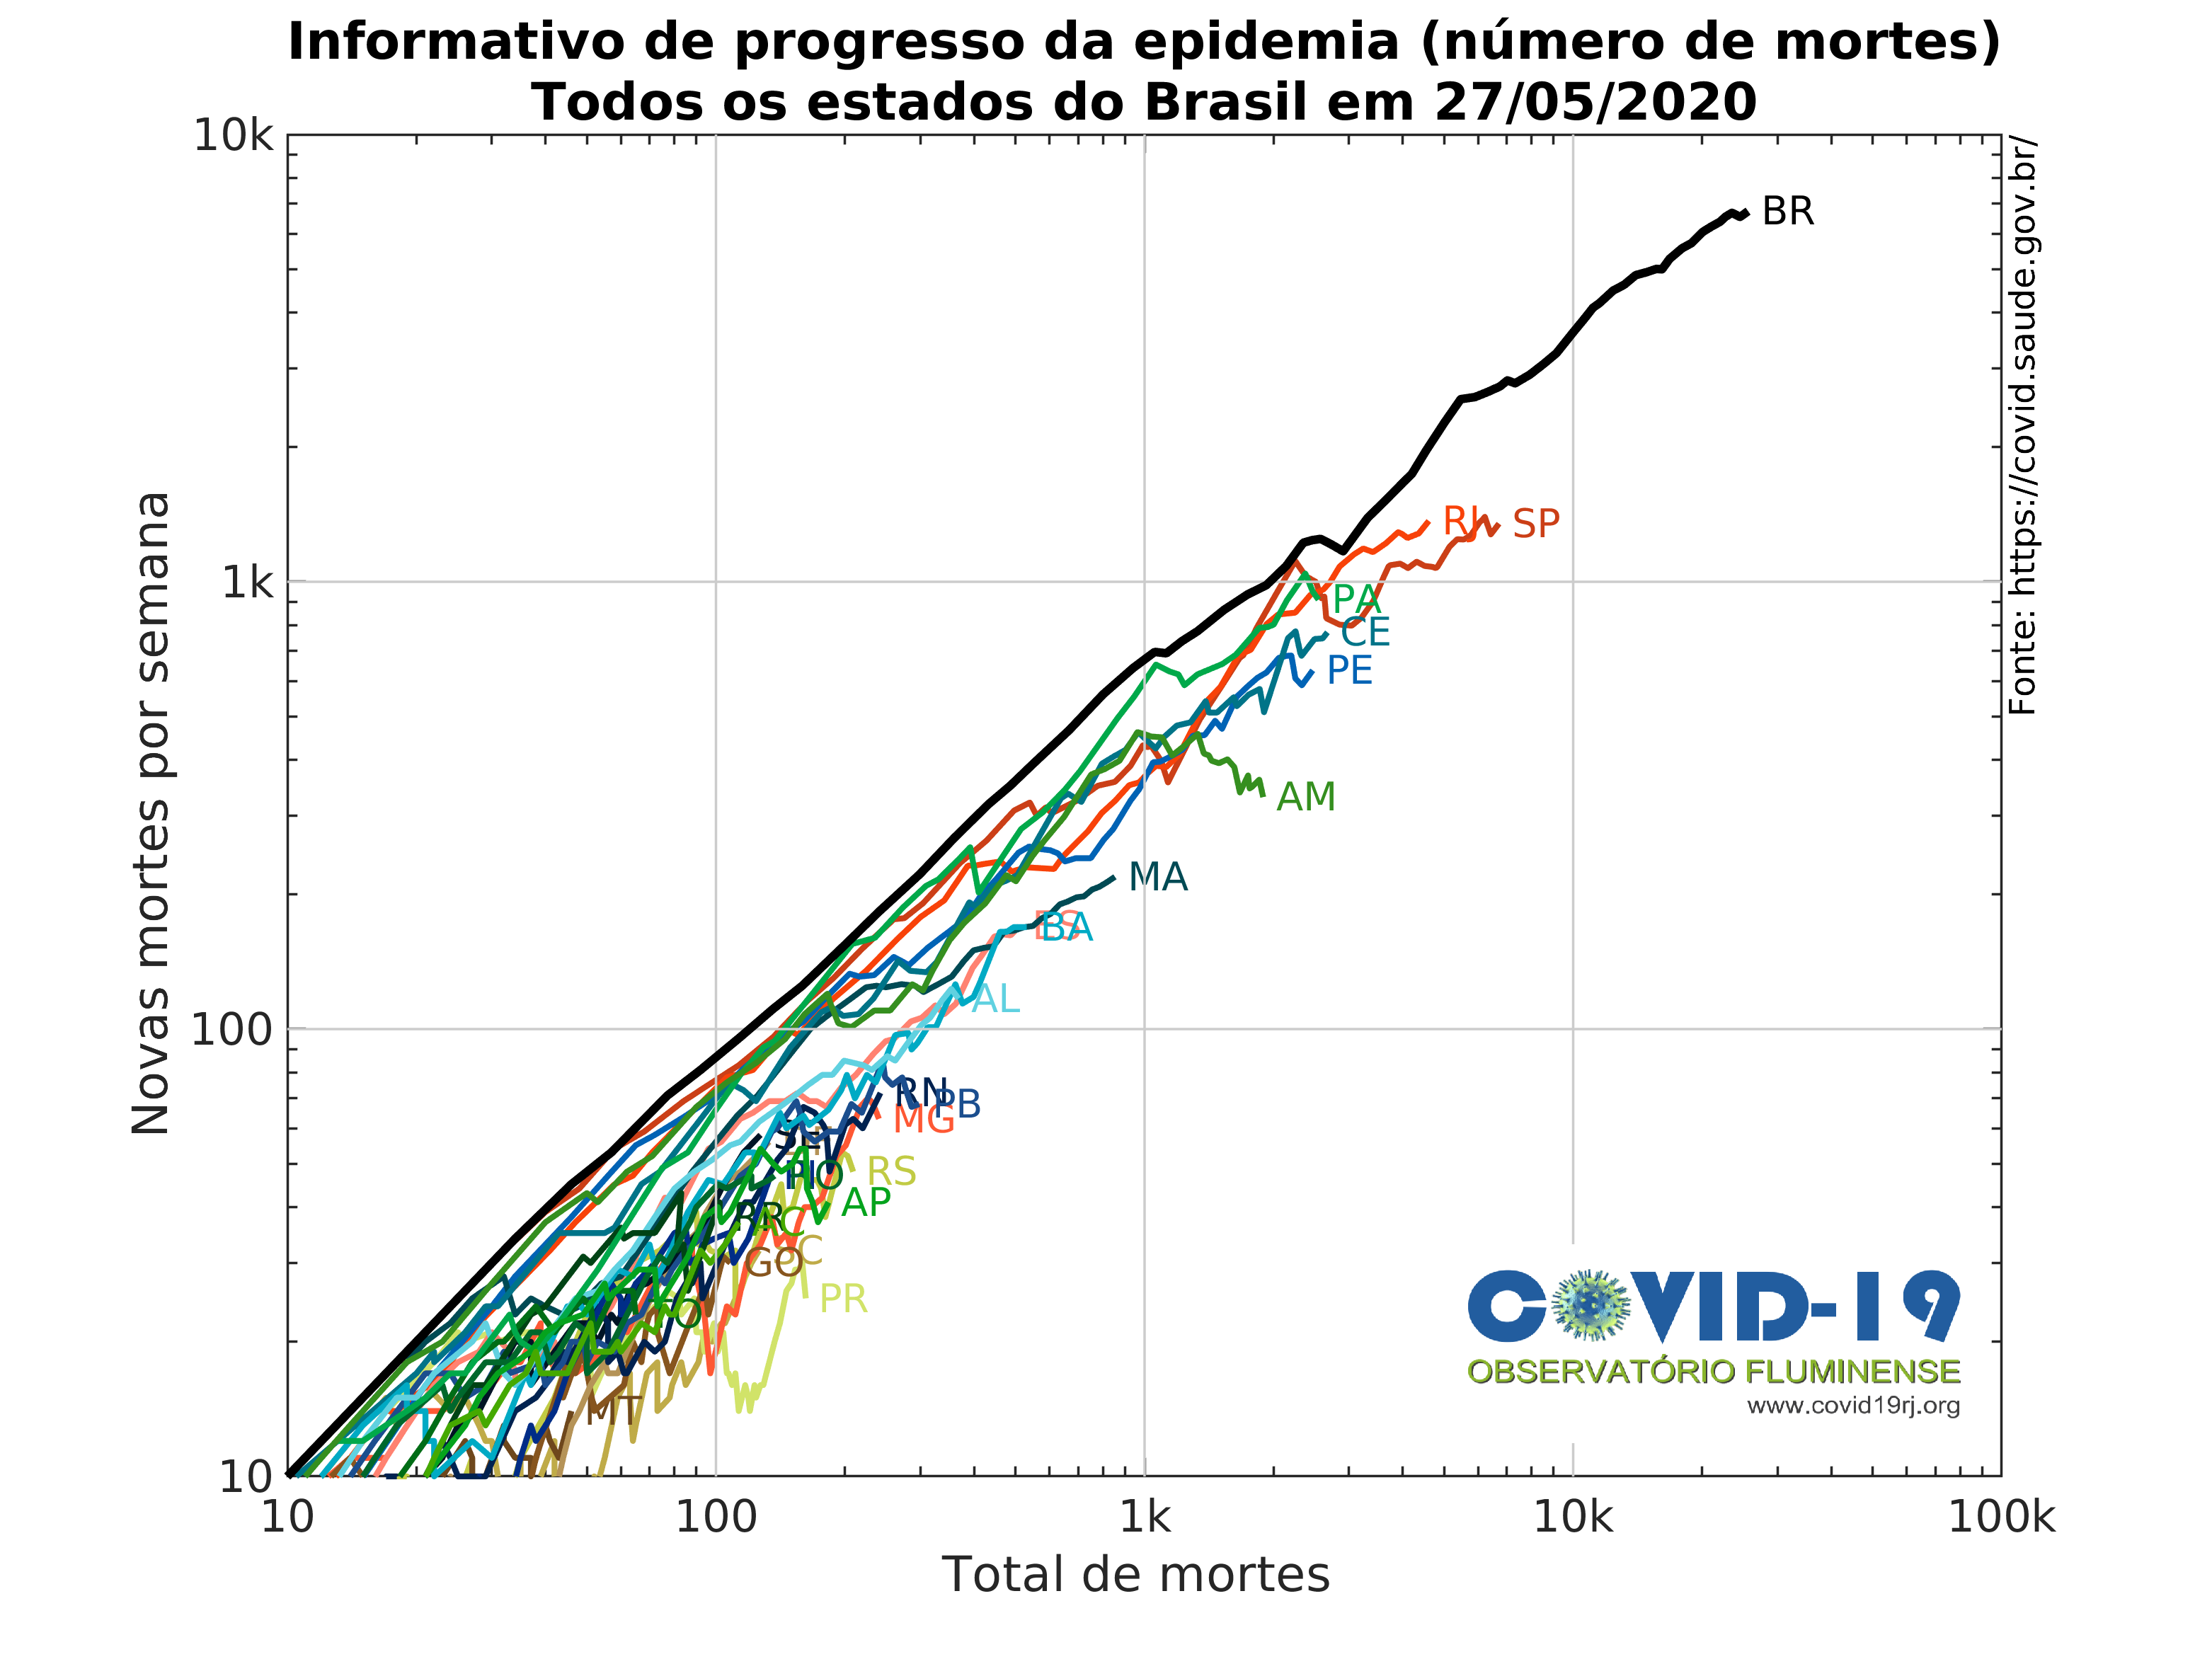 Informativo de progresso da epidemia (número de mortes)
Todos os estados do Brasil em 27/05/2020
10k
1k
100
10
Novas mortes por semana
10
100
1k
10k
100k
Total de mortes
Fonte: https://covid.saude.gov.br/
BR
RJ
SP
PA
CE
PE
AM
MA
BA
AL
RN
PB
MG
SE
RS
RO
AP
GO
PR
TO
MT
COVID-19
OBSERVATÓRIO FLUMINENSE
www.covid19rj.org